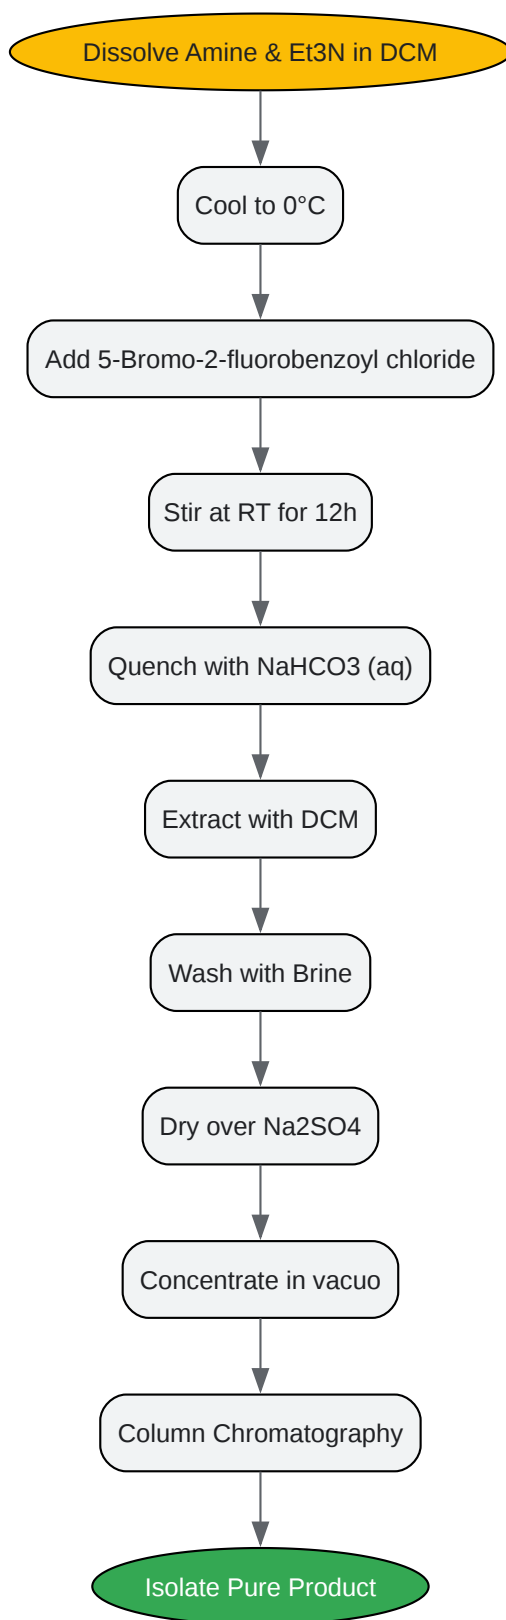 Dissolve Amine & Et3N in DCM
Cool to 0°C
Add 5-Bromo-2-fluorobenzoyl chloride
Stir at RT for 12h
Quench with NaHCO3 (aq)
Extract with DCM
Wash with Brine
Dry over Na2SO4
Concentrate in vacuo
Column Chromatography
Isolate Pure Product